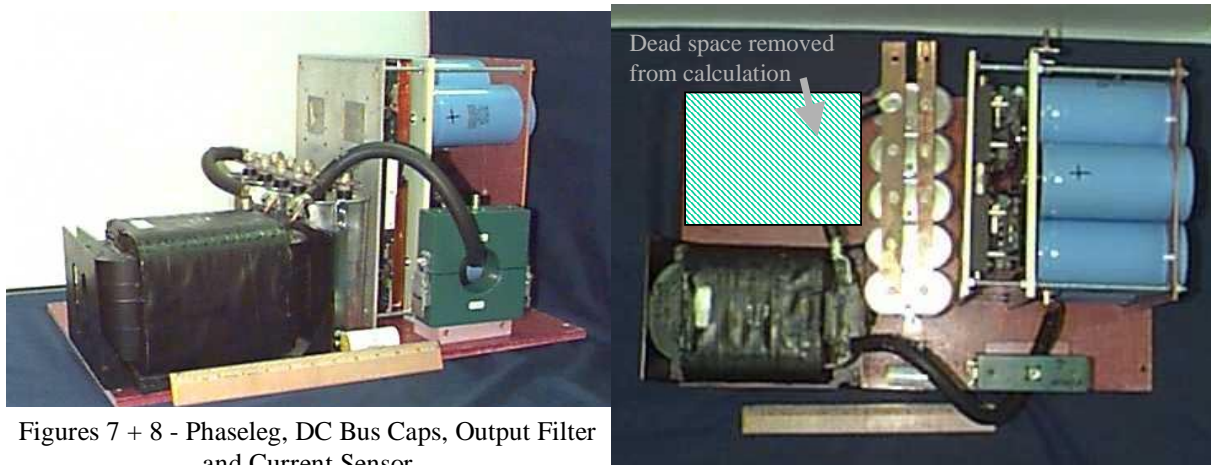 Dead space removed
from calculation
Figures 7 + 8 - Phaseleg, DC Bus Caps, Output Filter
and Current Sensor